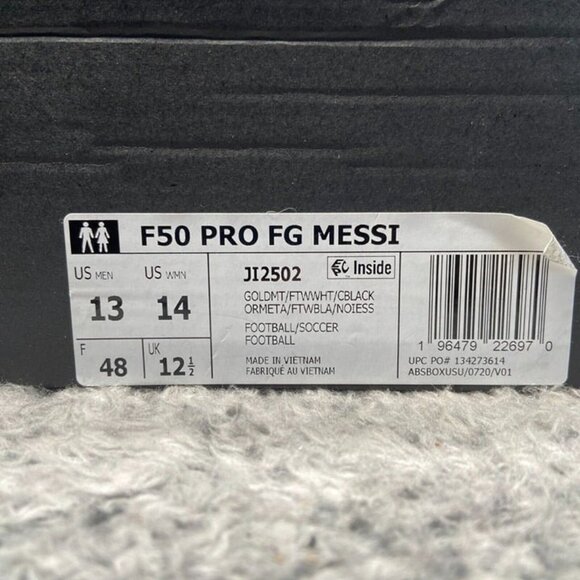 F50 PRO FG MESSI
US MEN 13
US WMN 14
F 48
UK 12 1/2
JI2502
Inside
GOLDMT/FTWWHT/CBLACK
ORMETA/FTWBLA/NOIESS
FOOTBALL/SOCCER
FOOTBALL
MADE IN VIETNAM
FABRIQUÉ AU VIETNAM
1 96479 22697 0
UPC PO# 134273614
ABSBOXUSU/0720/V01